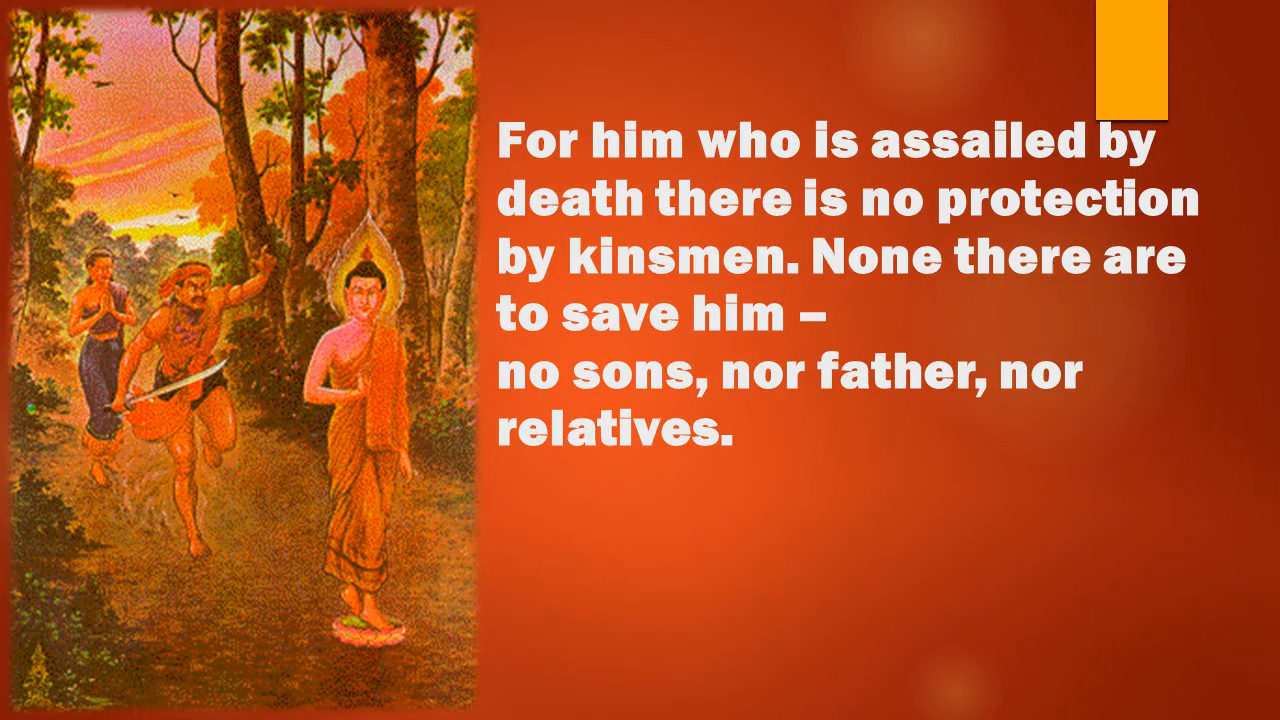 For him who is assailed by
death there is no protection
by kinsmen. None there are
to save him –
no sons, nor father, nor
relatives.